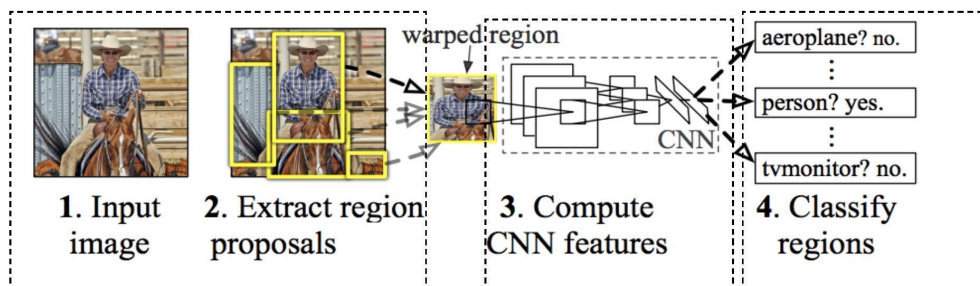 warped region
aeroplane? no.
person? yes.
CNN
tvmonitor? no.
1. Input
image
2. Extract region
proposals
3. Compute
CNN features
4. Classify
regions